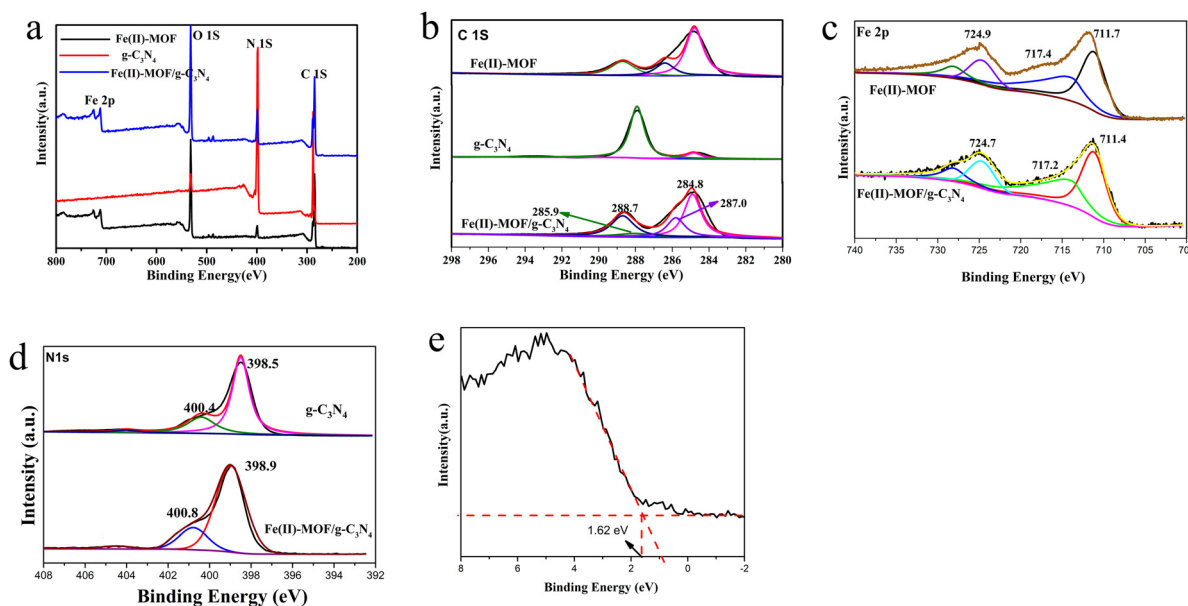 a
Fe(II)-MOF
g-C₃N₄
Fe(II)-MOF/g-C₃N₄
O 1S
N 1S
C 1S
Fe 2p
Intensity(a.u.)
800 700 600 500 400 300 200
Binding Energy(eV)
b
C 1S
Fe(II)-MOF
g-C₃N₄
284.8
285.9
288.7
287.0
Fe(II)-MOF/g-C₃N₄
Intensity(a.u.)
298 296 294 292 290 288 286 284 282 280
Binding Energy (eV)
c
Fe 2p
724.9
717.4
711.7
Fe(II)-MOF
724.7
717.2
711.4
Fe(II)-MOF/g-C₃N₄
Intensity(a.u.)
740 735 730 725 720 715 710 705 70
Binding Energy (eV)
d
N1s
398.5
400.4
g-C₃N₄
398.9
400.8
Fe(II)-MOF/g-C₃N₄
Intensity (a.u.)
408 406 404 402 400 398 396 394 392
Binding Energy(eV)
e
1.62 eV
Intensity(a.u.)
8 6 4 2 0 -2
Binding Energy (eV)